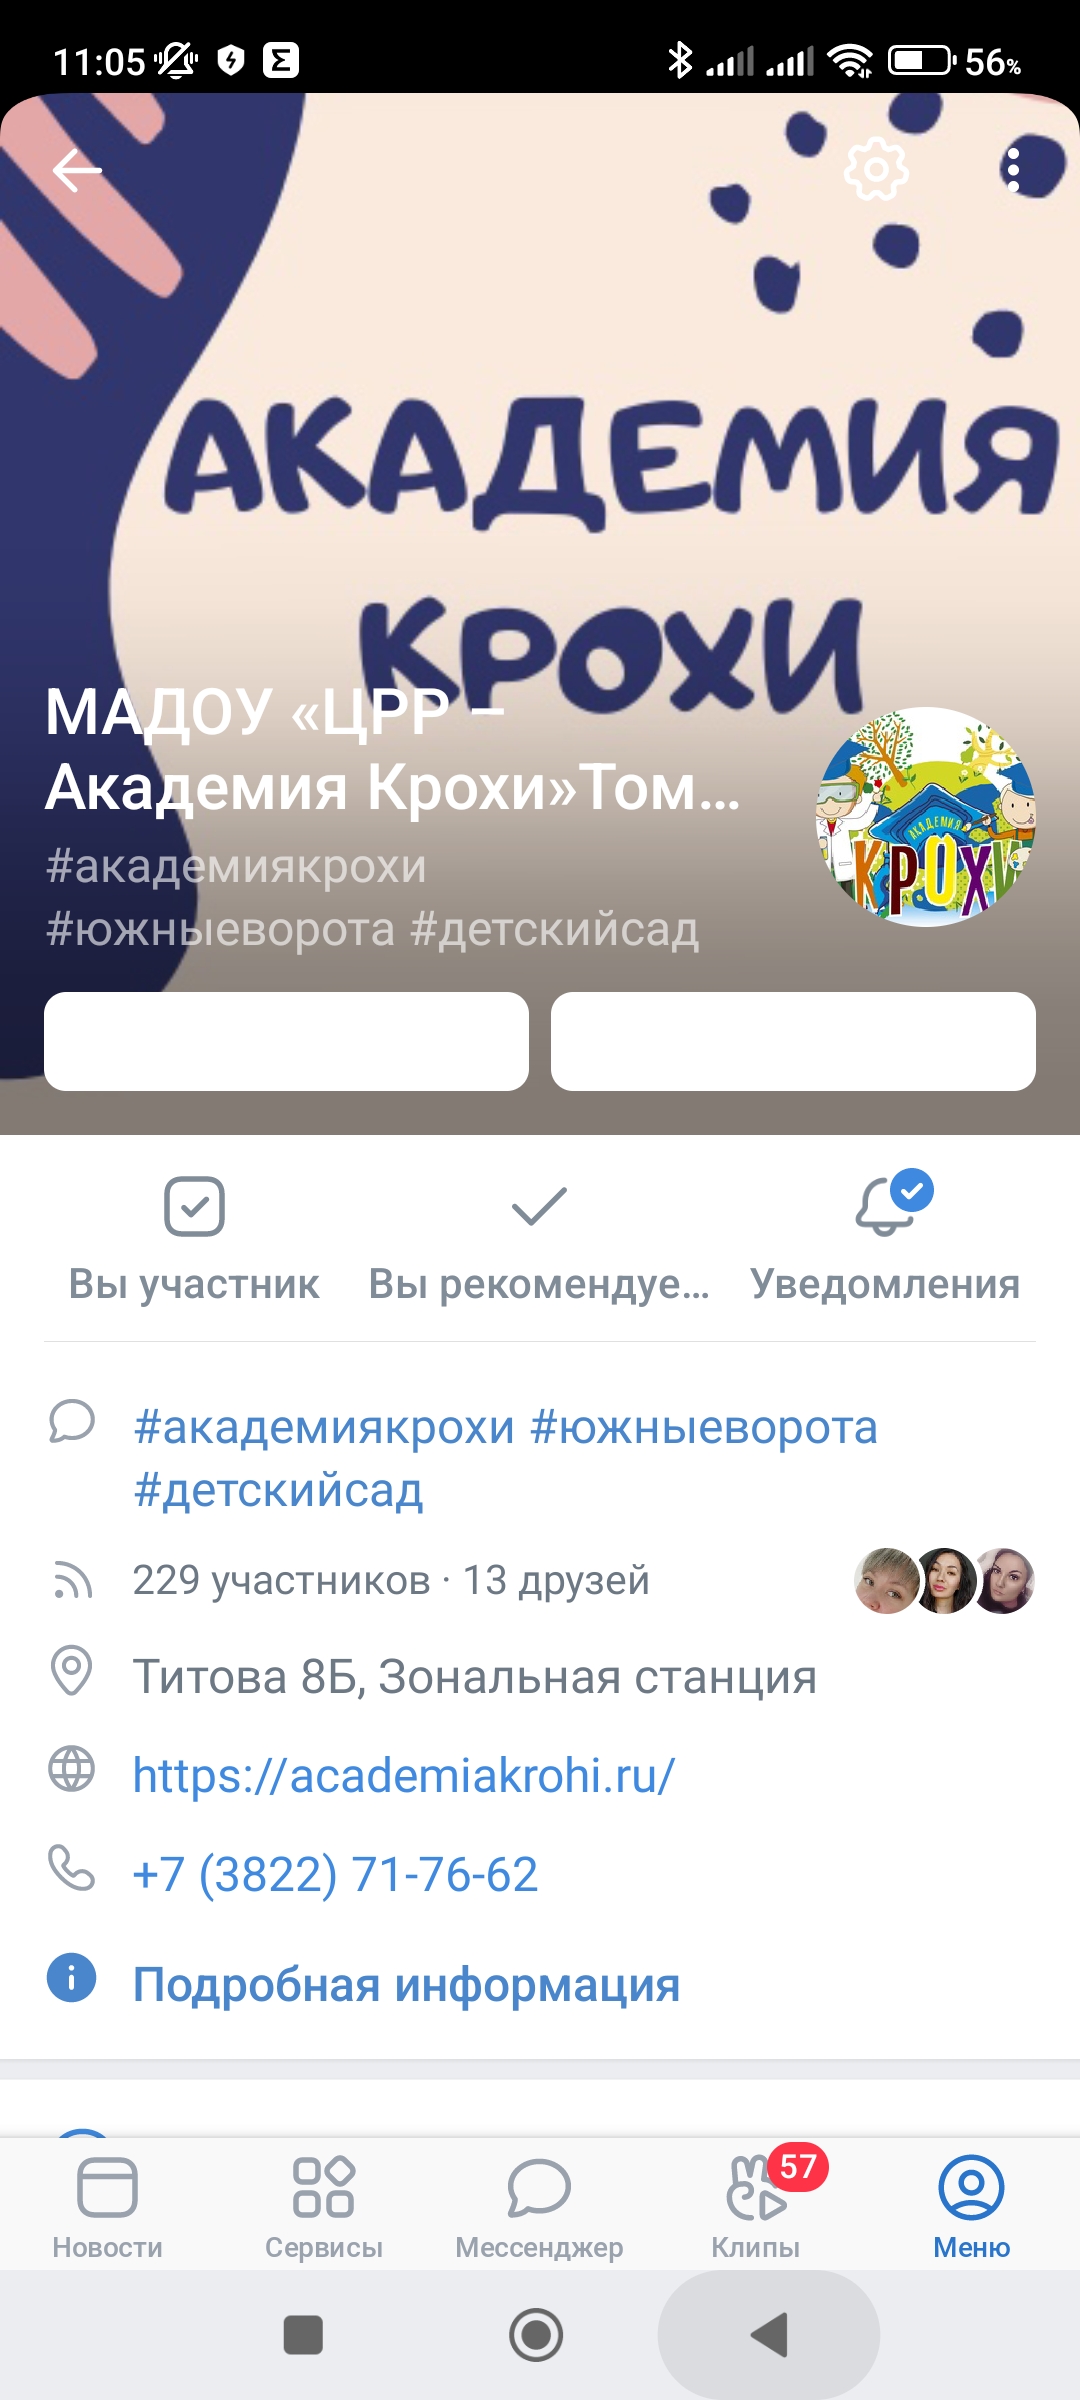 11:05
56%
АКАДЕМИЯ
КРОХИ
МАДОУ «ЦРР –
Академия Крохи»Том...
#академиякрохи
#южныеворота #детскийсад
АКАДЕМИЯ
КРОХИ
Вы участник
Вы рекомендуе...
Уведомления
#академиякрохи #южныеворота
#детскийсад
229 участников · 13 друзей
Титова 8Б, Зональная станция
https://academiakrohi.ru/
+7 (3822) 71-76-62
Подробная информация
57
Новости
Сервисы
Мессенджер
Клипы
Меню